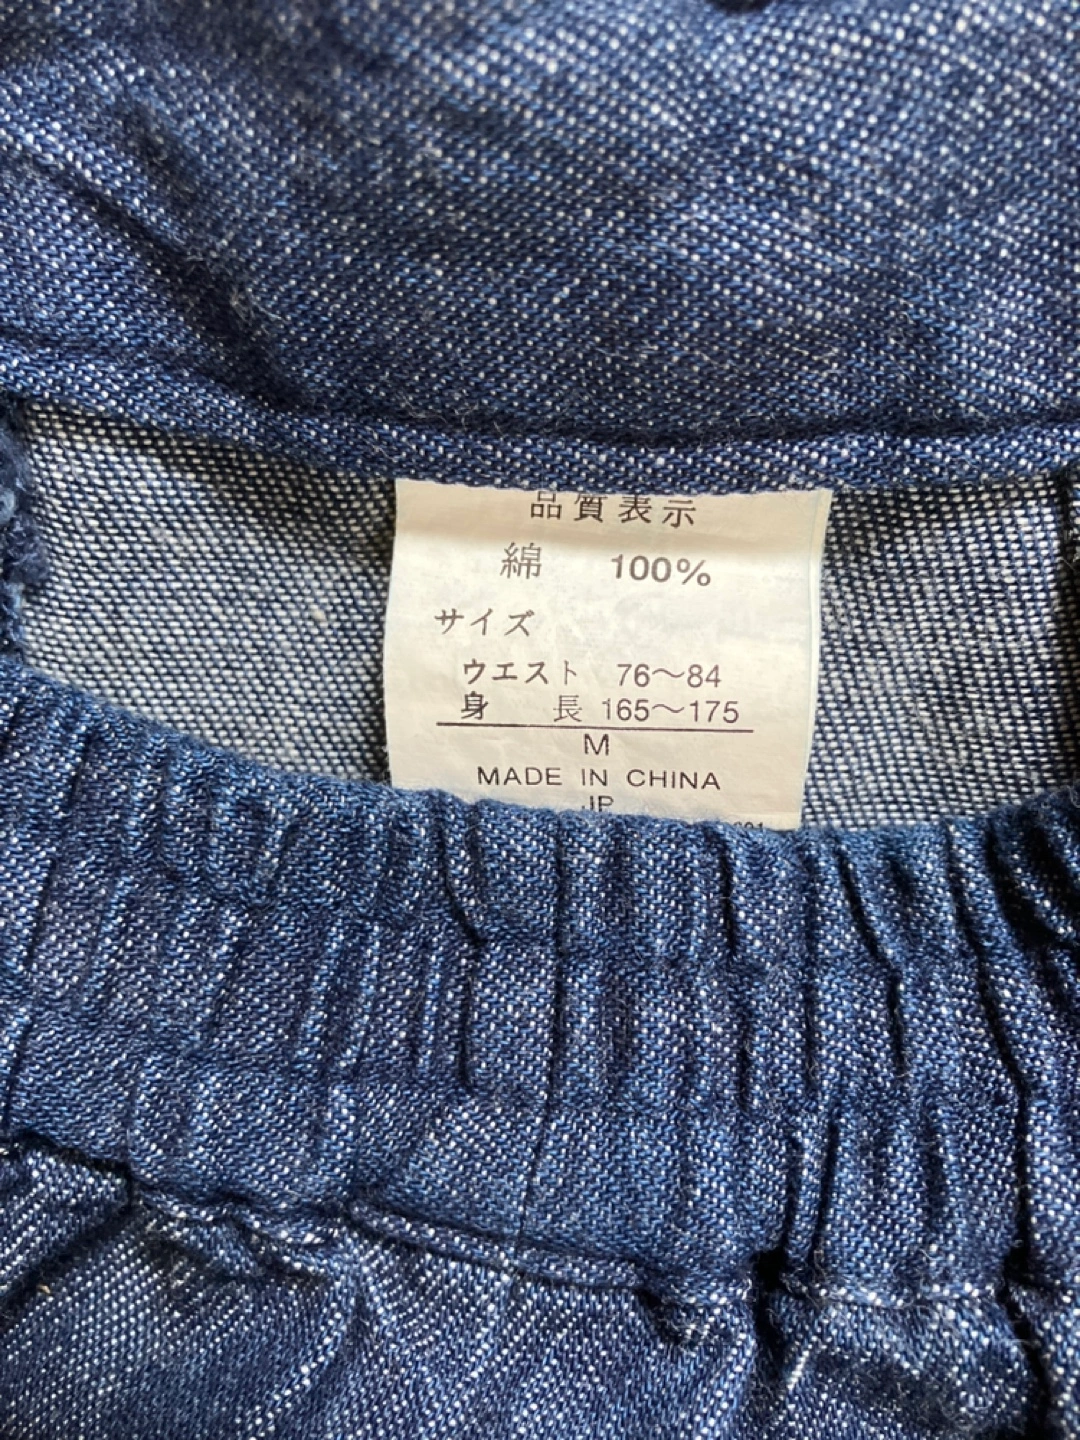 品質表示
綿 100%
サイズ
ウエスト 76～84
身 長 165～175
M
MADE IN CHINA
JP